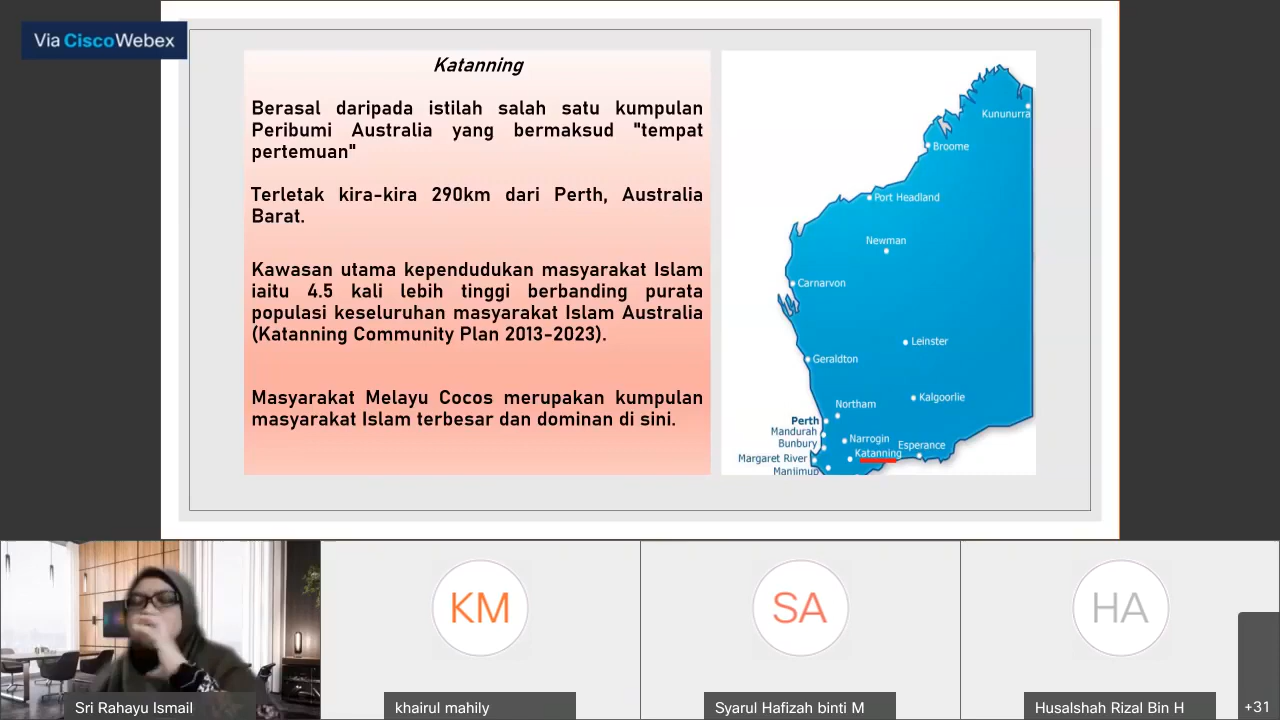 Via Cisco Webex
Katanning
Berasal daripada istilah salah satu kumpulan
Peribumi Australia yang bermaksud "tempat
pertemuan"
Terletak kira-kira 290km dari Perth, Australia
Barat.
Kawasan utama kependudukan masyarakat Islam
iaitu 4.5 kali lebih tinggi berbanding purata
populasi keseluruhan masyarakat Islam Australia
(Katanning Community Plan 2013-2023).
Masyarakat Melayu Cocos merupakan kumpulan
masyarakat Islam terbesar dan dominan di sini.
Kununurra
Broome
Port Headland
Newman
Carnarvon
Leinster
Geraldton
Kalgoorlie
Northam
Perth
Mandurah
Bunbury
Narrogin
Esperance
Katanning
Margaret River
Manjimup
KM
SA
HA
Sri Rahayu Ismail
khairul mahily
Syarul Hafizah binti M
Husalshah Rizal Bin H
+31